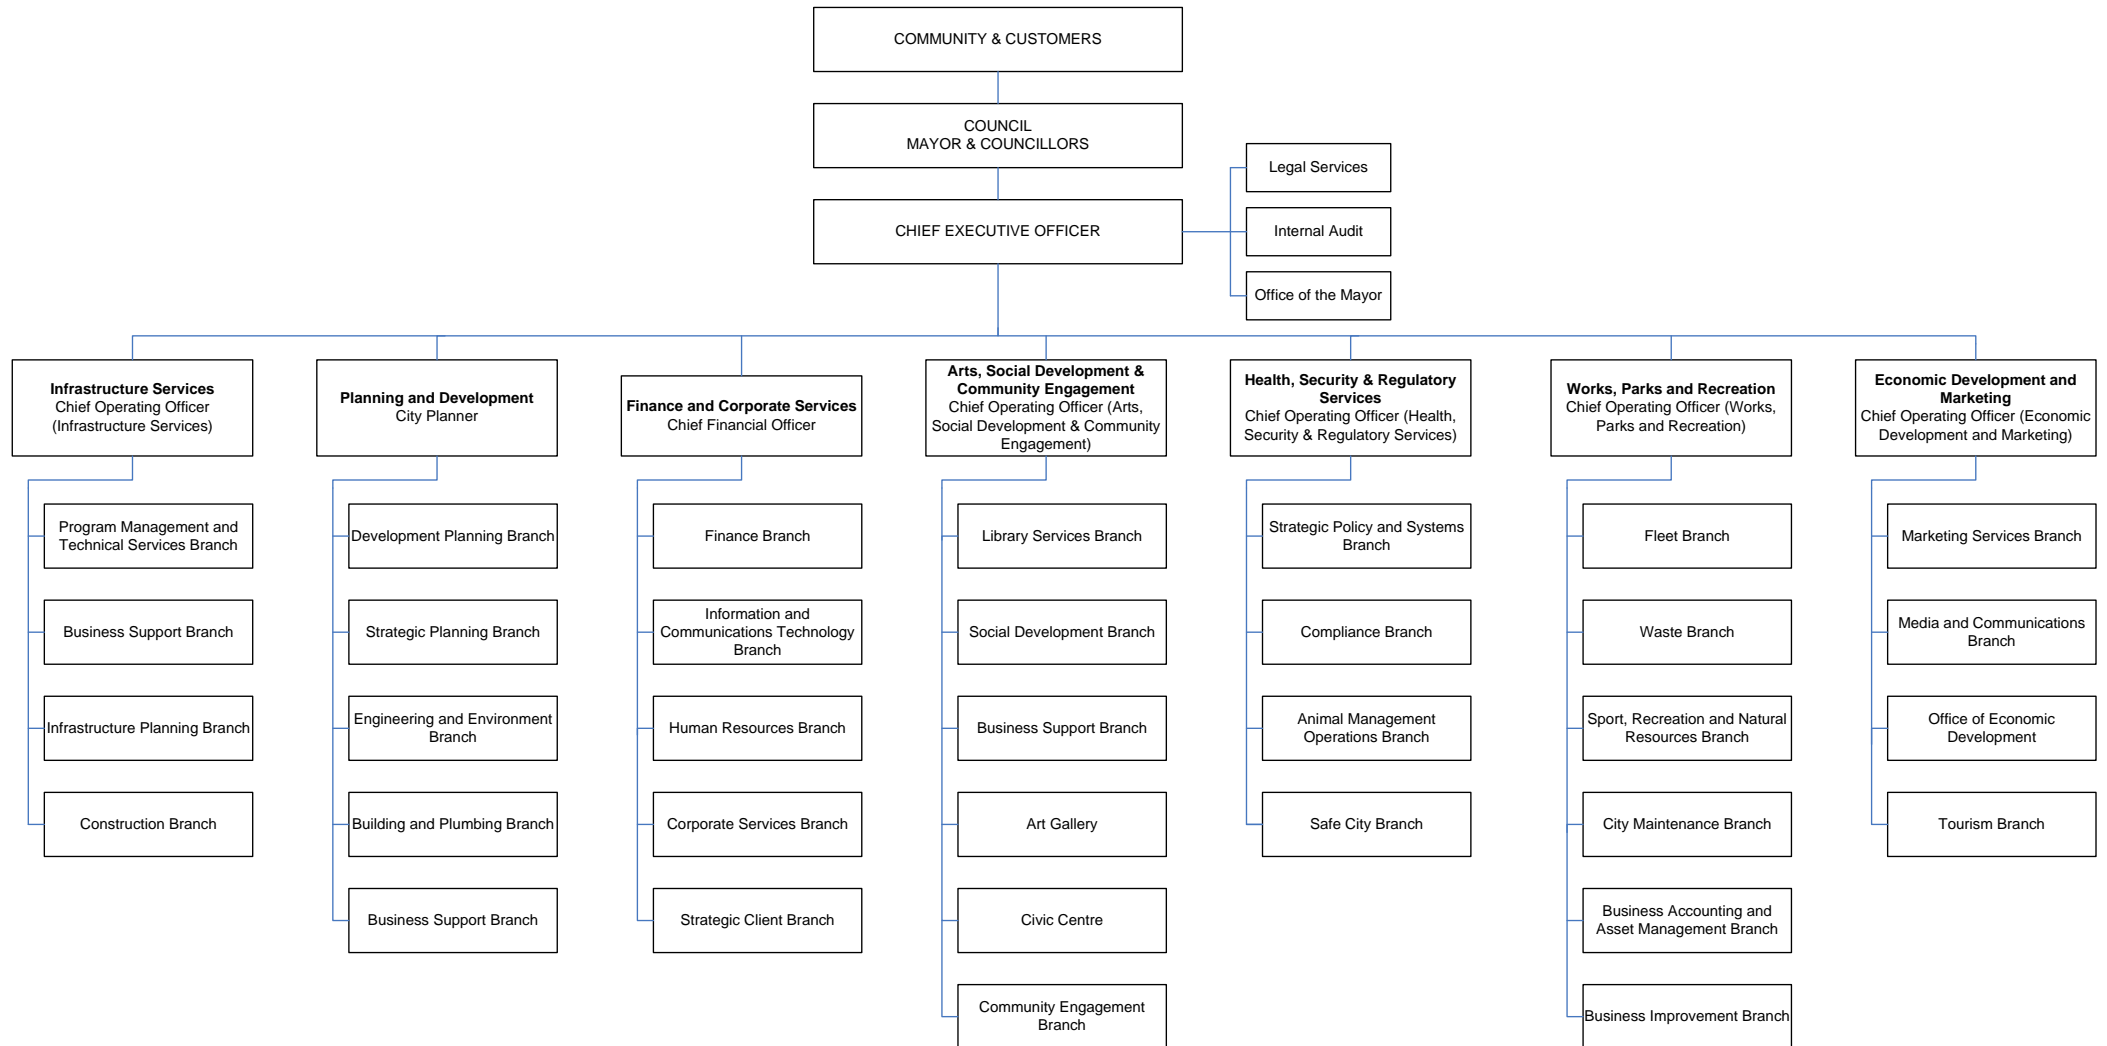 COMMUNITY & CUSTOMERS
COUNCIL
MAYOR & COUNCILLORS
CHIEF EXECUTIVE OFFICER
Legal Services
Internal Audit
Office of the Mayor
Infrastructure Services
Chief Operating Officer
(Infrastructure Services)
Program Management and
Technical Services Branch
Business Support Branch
Infrastructure Planning Branch
Construction Branch
Planning and Development
City Planner
Development Planning Branch
Strategic Planning Branch
Engineering and Environment
Branch
Building and Plumbing Branch
Business Support Branch
Finance and Corporate Services
Chief Financial Officer
Finance Branch
Information and
Communications Technology
Branch
Human Resources Branch
Corporate Services Branch
Strategic Client Branch
Arts, Social Development &
Community Engagement
Chief Operating Officer (Arts,
Social Development & Community
Engagement)
Library Services Branch
Social Development Branch
Business Support Branch
Art Gallery
Civic Centre
Community Engagement
Branch
Health, Security & Regulatory
Services
Chief Operating Officer (Health,
Security & Regulatory Services)
Strategic Policy and Systems
Branch
Compliance Branch
Animal Management
Operations Branch
Safe City Branch
Works, Parks and Recreation
Chief Operating Officer (Works,
Parks and Recreation)
Fleet Branch
Waste Branch
Sport, Recreation and Natural
Resources Branch
City Maintenance Branch
Business Accounting and
Asset Management Branch
Business Improvement Branch
Economic Development and
Marketing
Chief Operating Officer (Economic
Development and Marketing)
Marketing Services Branch
Media and Communications
Branch
Office of Economic
Development
Tourism Branch